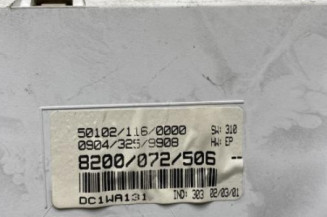 50102/116/0000 SW: 310
0904/325/9908 HW: EP
8200/072/506 --
DC1WA131 IND: 303 02/03/01